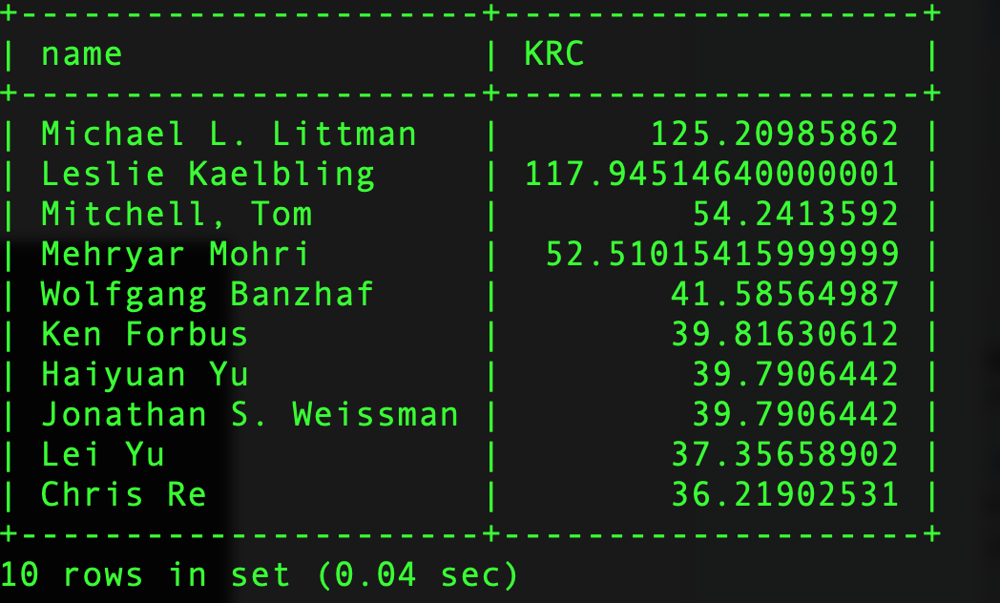 +----------------------+--------------------+
| name                 | KRC                |
+----------------------+--------------------+
| Michael L. Littman   |       125.20985862 |
| Leslie Kaelbling     | 117.94514640000001 |
| Mitchell, Tom        |         54.2413592 |
| Mehryar Mohri        |  52.51015415999999 |
| Wolfgang Banzhaf     |        41.58564987 |
| Ken Forbus           |        39.81630612 |
| Haiyuan Yu           |         39.7906442 |
| Jonathan S. Weissman |         39.7906442 |
| Lei Yu               |        37.35658902 |
| Chris Re             |        36.21902531 |
+----------------------+--------------------+
10 rows in set (0.04 sec)